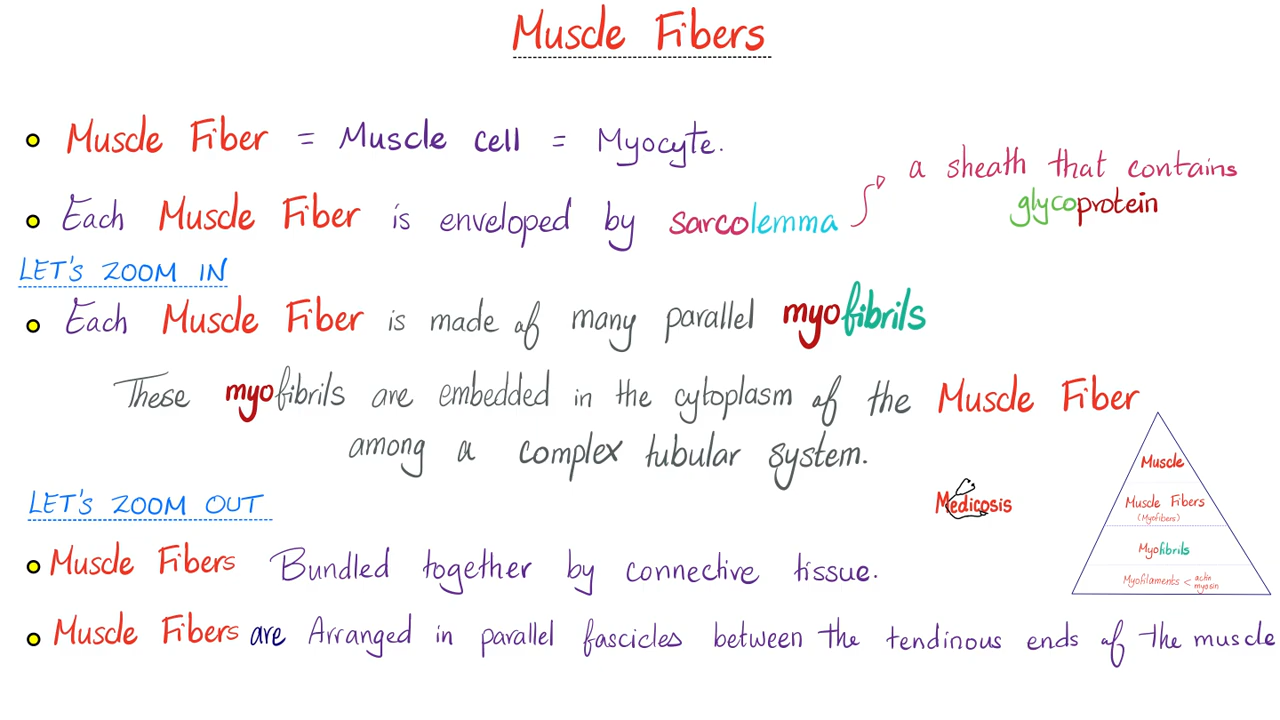 Muscle Fibers
Muscle Fiber = Muscle cell = Myocyte.
a sheath that contains
glycoprotein
Each Muscle Fiber is enveloped by sarcolemma
LET'S ZOOM IN
Each Muscle Fiber is made of many parallel myofibrils
These myofibrils are embedded in the cytoplasm of the Muscle Fiber
among a complex tubular system.
LET'S ZOOM OUT
Muscle Fibers Bundled together by connective tissue.
Muscle Fibers are Arranged in parallel fascicles between the tendinous ends of the muscle
Medicosis
Muscle
Muscle Fibers
(Myofibers)
Myofibrils
Myofilaments < actin
myosin